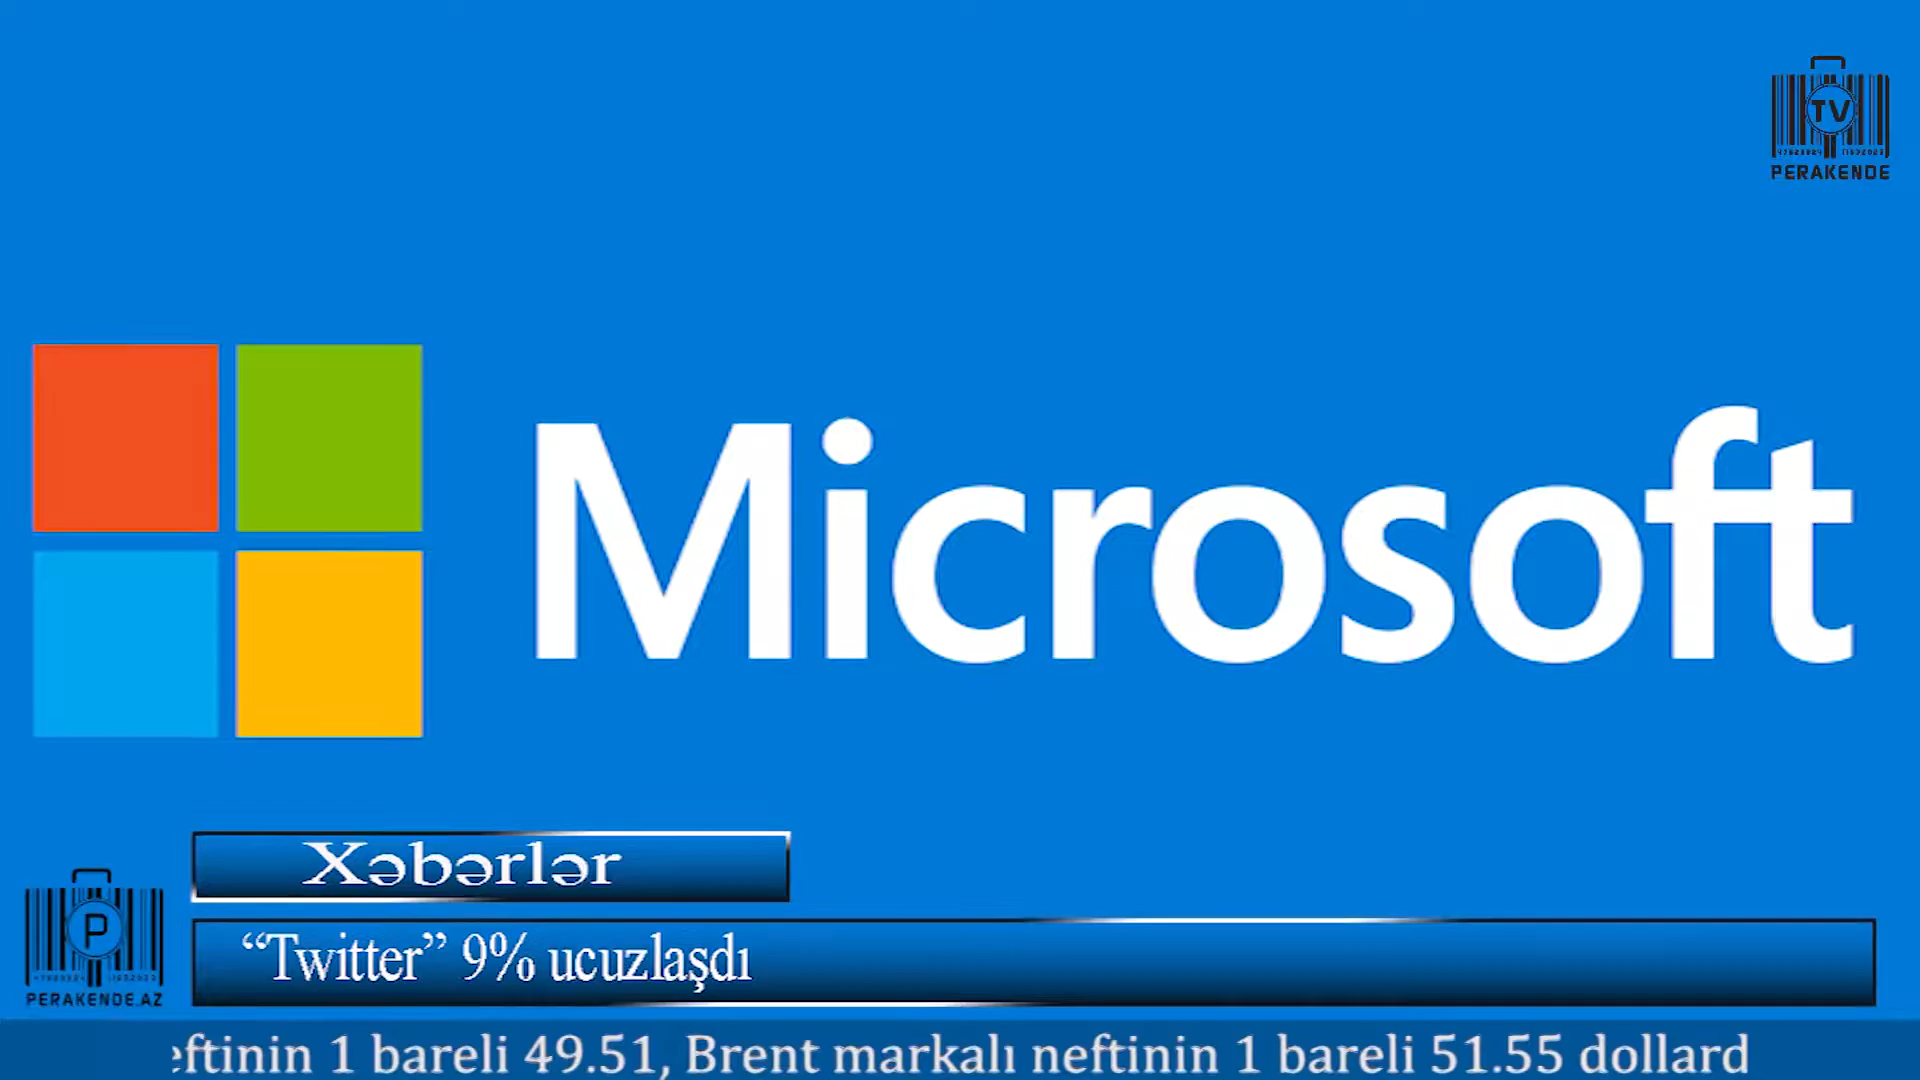 TV
PERAKENDE
Microsoft
Xəbərlər
P
PERAKENDE.AZ
“Twitter” 9% ucuzlaşdı
eftinin 1 bareli 49.51, Brent markalı neftinin 1 bareli 51.55 dollard